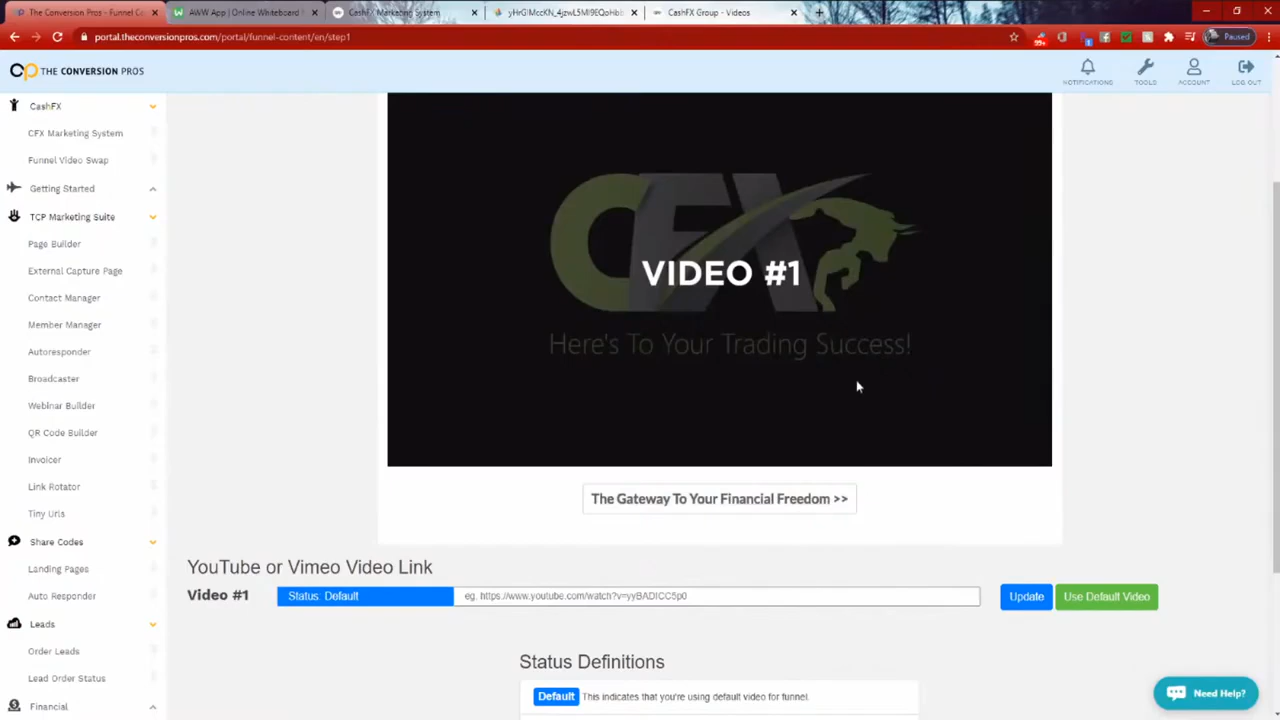 The Conversion Pros - Funnel Ce
AWW App | Online Whiteboard
CashFX Marketing System
CashFX Group - Videos
portal.theconversionpros.com/portal/funnel-content/en/step1
99+
Paused
THE CONVERSION PROS
NOTIFICATIONS
TOOLS
ACCOUNT
LOG OUT
CashFX
CFX Marketing System
Funnel Video Swap
Getting Started
TCP Marketing Suite
Page Builder
External Capture Page
Contact Manager
Member Manager
Autoresponder
Broadcaster
Webinar Builder
QR Code Builder
Invoicer
Link Rotator
Tiny Urls
Share Codes
Landing Pages
Auto Responder
Leads
Order Leads
Lead Order Status
Financial
CFX
VIDEO #1
Here's To Your Trading Success!
The Gateway To Your Financial Freedom >>
YouTube or Vimeo Video Link
Video #1
Status: Default
eg. https://www.youtube.com/watch?v=yyBADICC5p0
Update
Use Default Video
Status Definitions
Default This indicates that you're using default video for funnel.
Need Help?